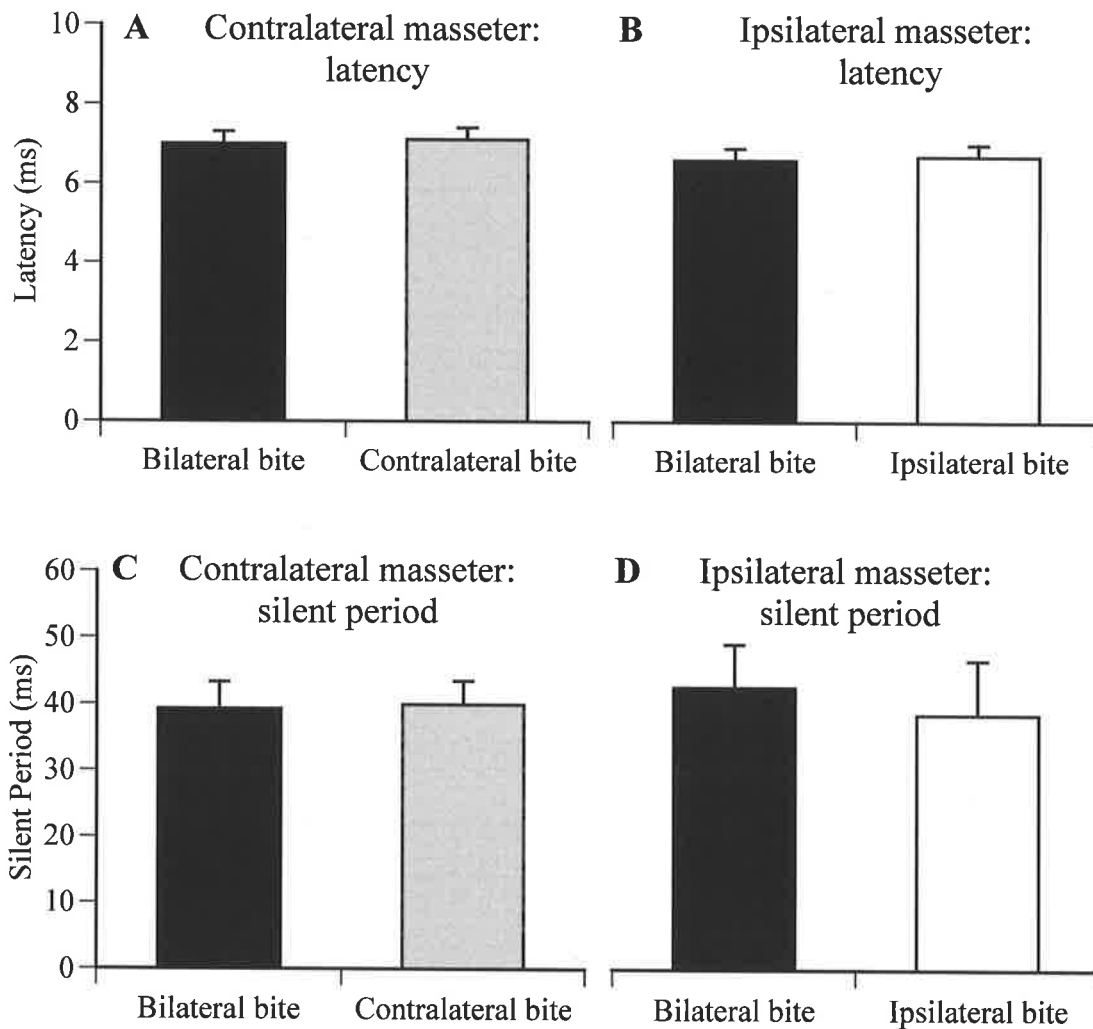 A Contralateral masseter:
latency
B Ipsilateral masseter:
latency
Latency (ms)
10
8
6
4
2
0
Bilateral bite
Contralateral bite
Bilateral bite
Ipsilateral bite
C Contralateral masseter:
silent period
D Ipsilateral masseter:
silent period
Silent Period (ms)
60
50
40
30
20
10
0
Bilateral bite
Contralateral bite
Bilateral bite
Ipsilateral bite